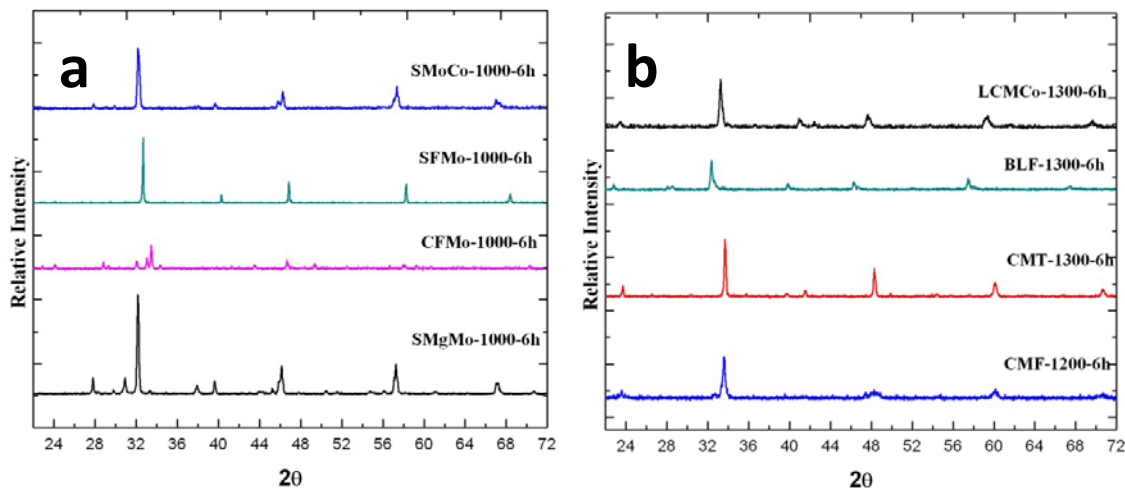 a
SMoCo-1000-6h
SFMo-1000-6h
CFMo-1000-6h
SMgMo-1000-6h
Relative Intensity
24 28 32 36 40 44 48 52 56 60 64 68 72
2θ
b
LCMCo-1300-6h
BLF-1300-6h
CMT-1300-6h
CMF-1200-6h
Relative Intensity
24 28 32 36 40 44 48 52 56 60 64 68 72
2θ